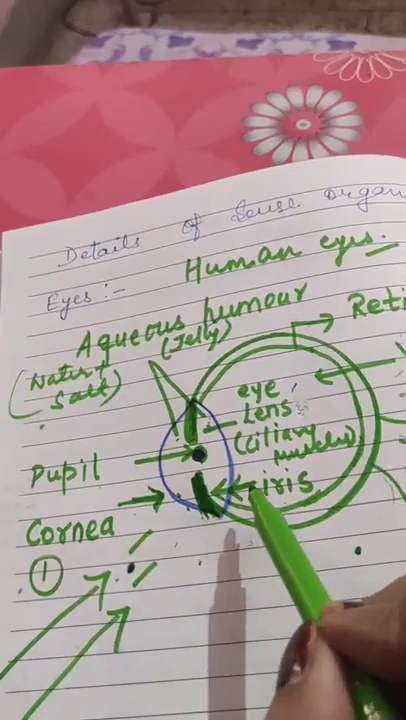 Details of Sense Organ
Human eyes.
Eyes :-
Aqueous humour
(Jelly)
(Water +
Salt)
Reti
eye
Lens
(Ciliary
muscles)
Pupil
iris
Cornea
1